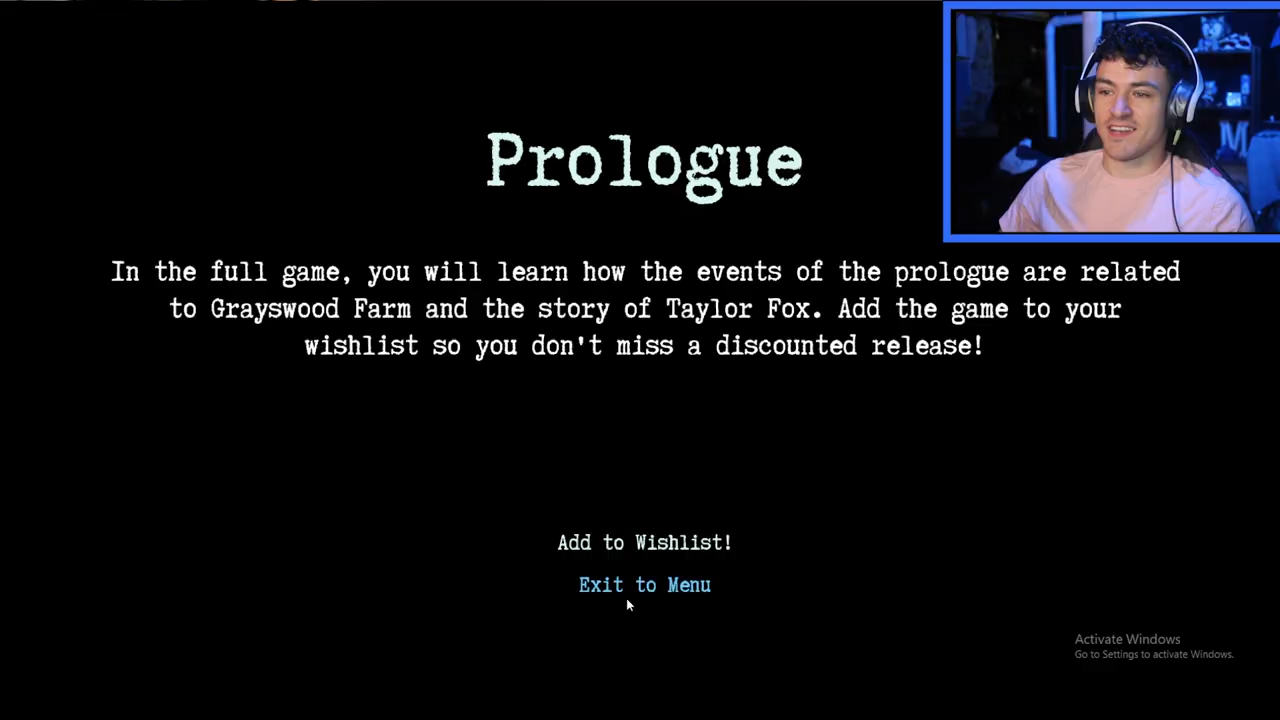 Prologue
In the full game, you will learn how the events of the prologue are related
to Grayswood Farm and the story of Taylor Fox. Add the game to your
wishlist so you don't miss a discounted release!
Add to Wishlist!
Exit to Menu
Activate Windows
Go to Settings to activate Windows.